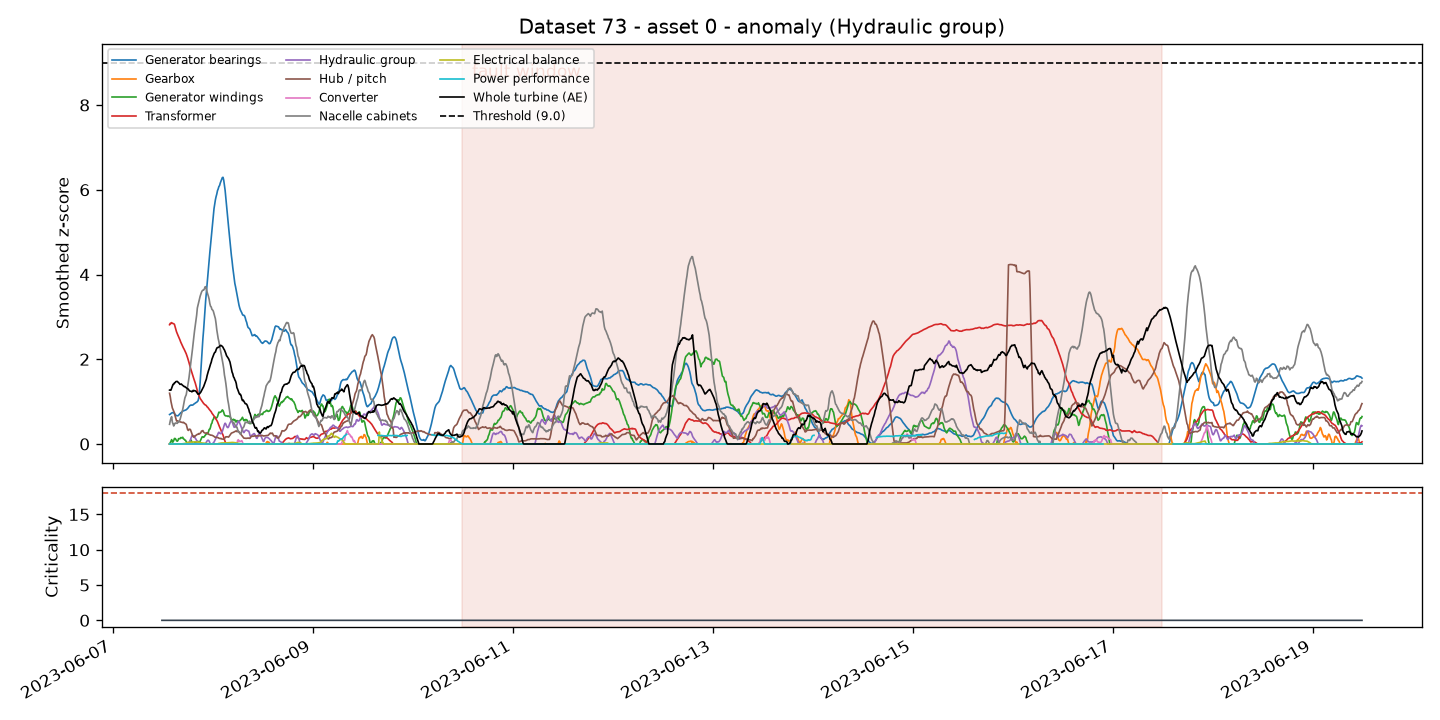 Dataset 73 - asset 0 - anomaly (Hydraulic group)
Generator bearings
Gearbox
Generator windings
Transformer
Hydraulic group
Hub / pitch
Converter
Nacelle cabinets
Electrical balance
Power performance
Whole turbine (AE)
Threshold (9.0)
fault window
Smoothed z-score
8
6
4
2
0
Criticality
15
10
5
0
2023-06-07
2023-06-09
2023-06-11
2023-06-13
2023-06-15
2023-06-17
2023-06-19